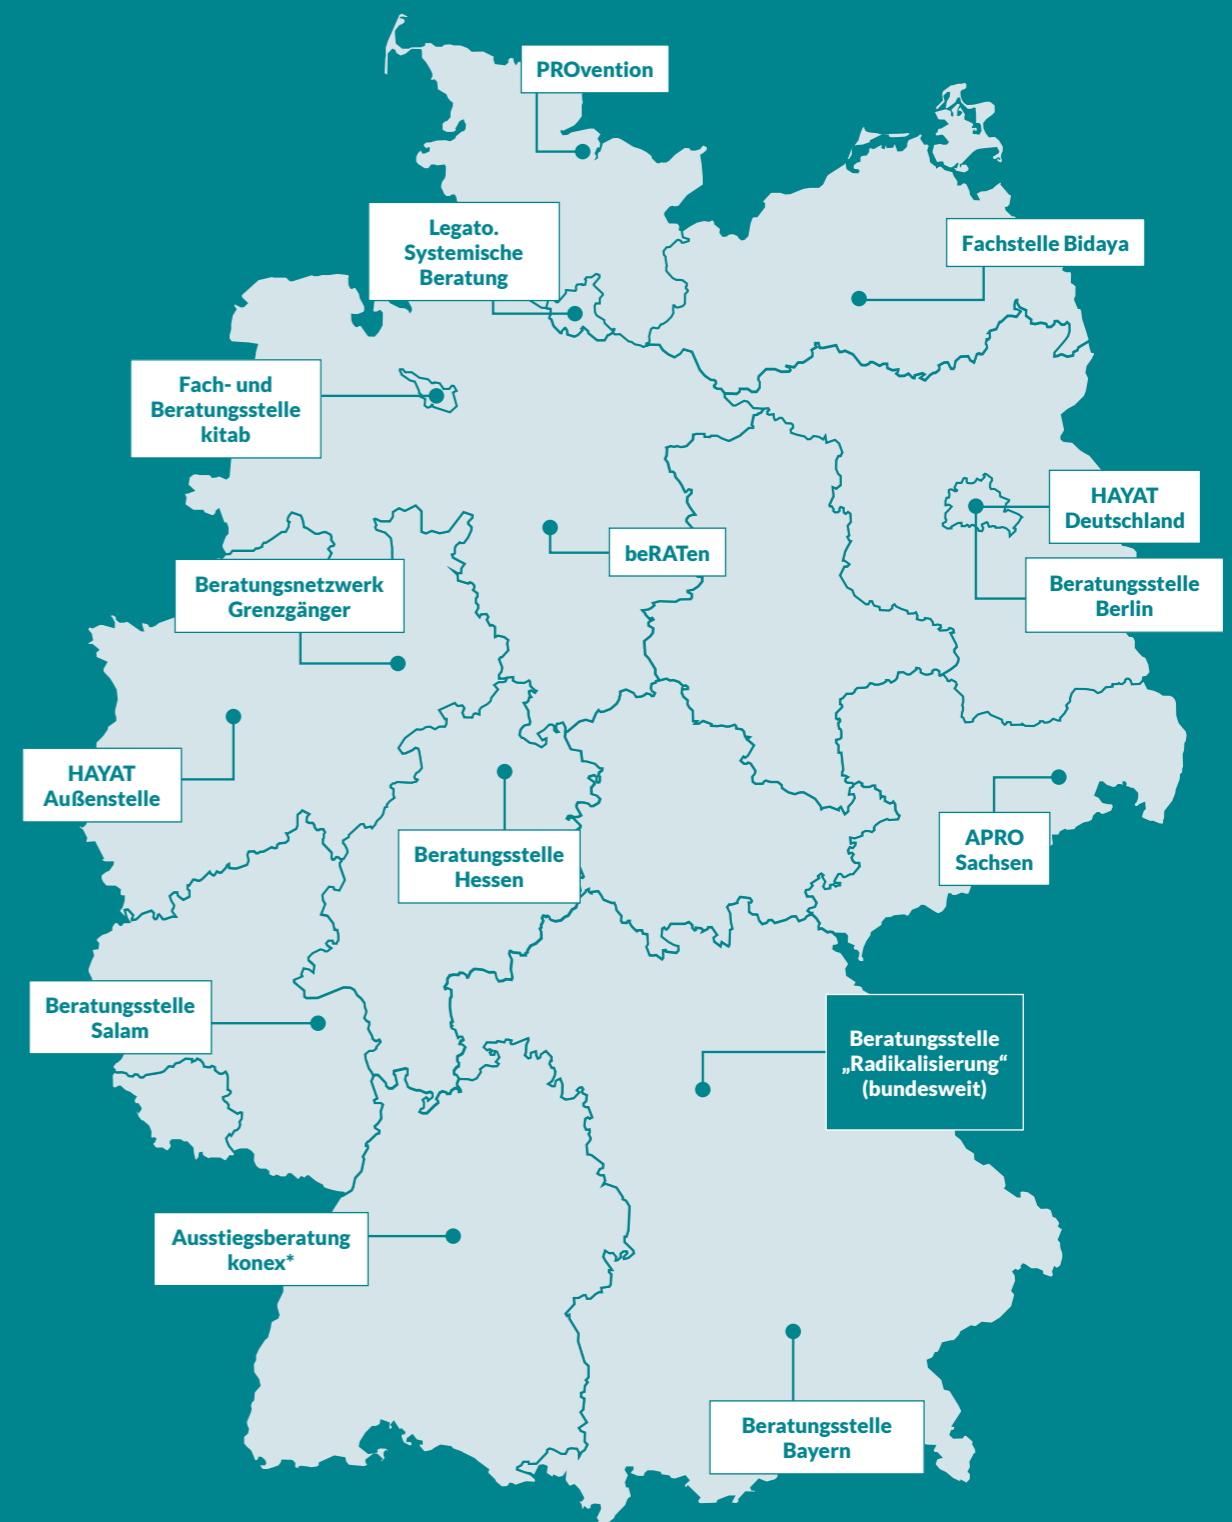 PROvention
Legato.
Systemische
Beratung
Fachstelle Bidaya
Fach- und
Beratungsstelle
kitab
HAYAT
Deutschland
beRATen
Beratungsnetzwerk
Grenzgänger
Beratungsstelle
Berlin
HAYAT
Außenstelle
Beratungsstelle
Hessen
APRO
Sachsen
Beratungsstelle
Salam
Beratungsstelle
„Radikalisierung“
(bundesweit)
Ausstiegsberatung
konex*
Beratungsstelle
Bayern